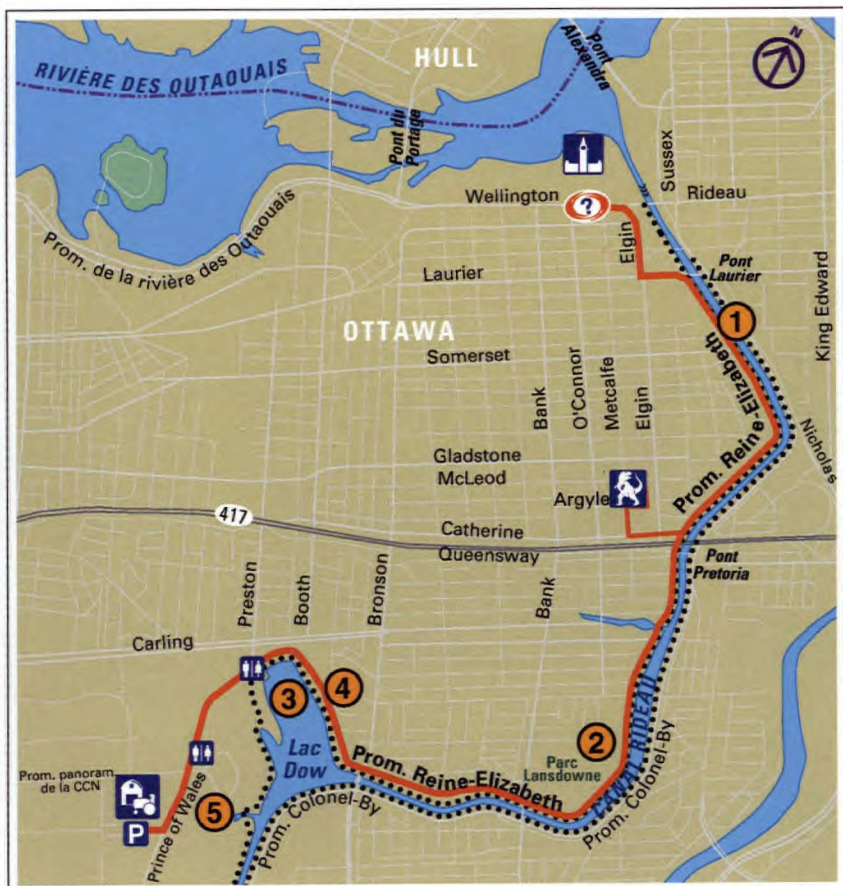 HULL
Pont
Alexandra
N
RIVIÈRE DES OUTAOUAIS
Pont du
Portage
Sussex
Wellington
?
Rideau
Prom. de la rivière des Outaouais
Elgin
Laurier
Pont
Laurier
1
King Edward
OTTAWA
Somerset
Prom. Reine-Elizabeth
Bank
O'Connor
Metcalfe
Elgin
Nicholas
Gladstone
McLeod
Argyle
417
Catherine
Queensway
Pont
Pretoria
Preston
Booth
Bronson
Bank
Carling
3
4
2
Lac
Dow
Prom. Reine-Elizabeth
Parc
Lansdowne
CANAL RIDEAU
Prom. Colonel-By
Prom. Colonel-By
Prom. panoram.
de la CCN
P
Prince of Wales
5